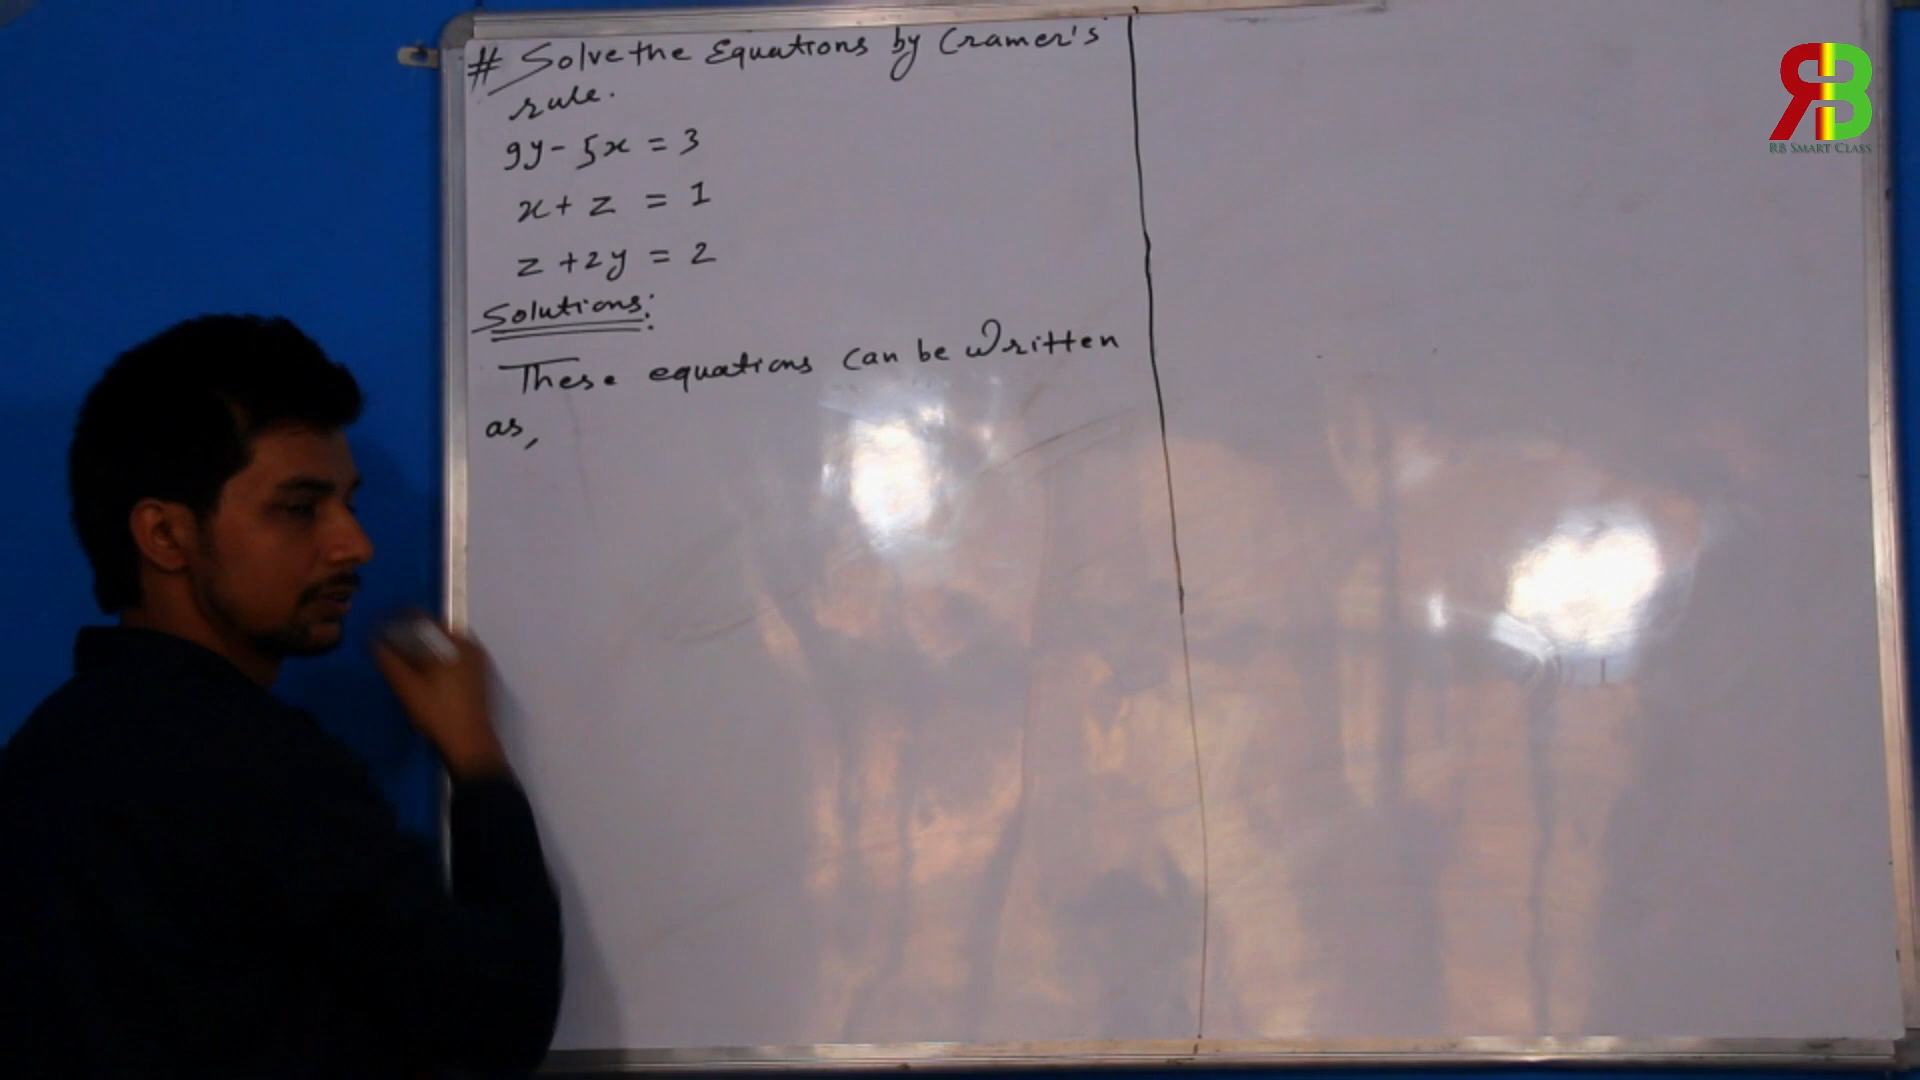 # Solve the Equations by Cramer's
rule.
9y - 5x = 3
x + z = 1
z + 2y = 2
Solutions:
These equations can be written
as,
RB
RB SMART CLASS